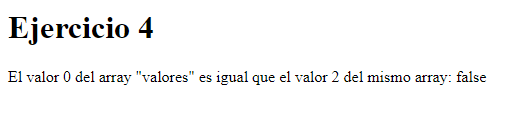 Ejercicio 4
El valor 0 del array "valores" es igual que el valor 2 del mismo array: false